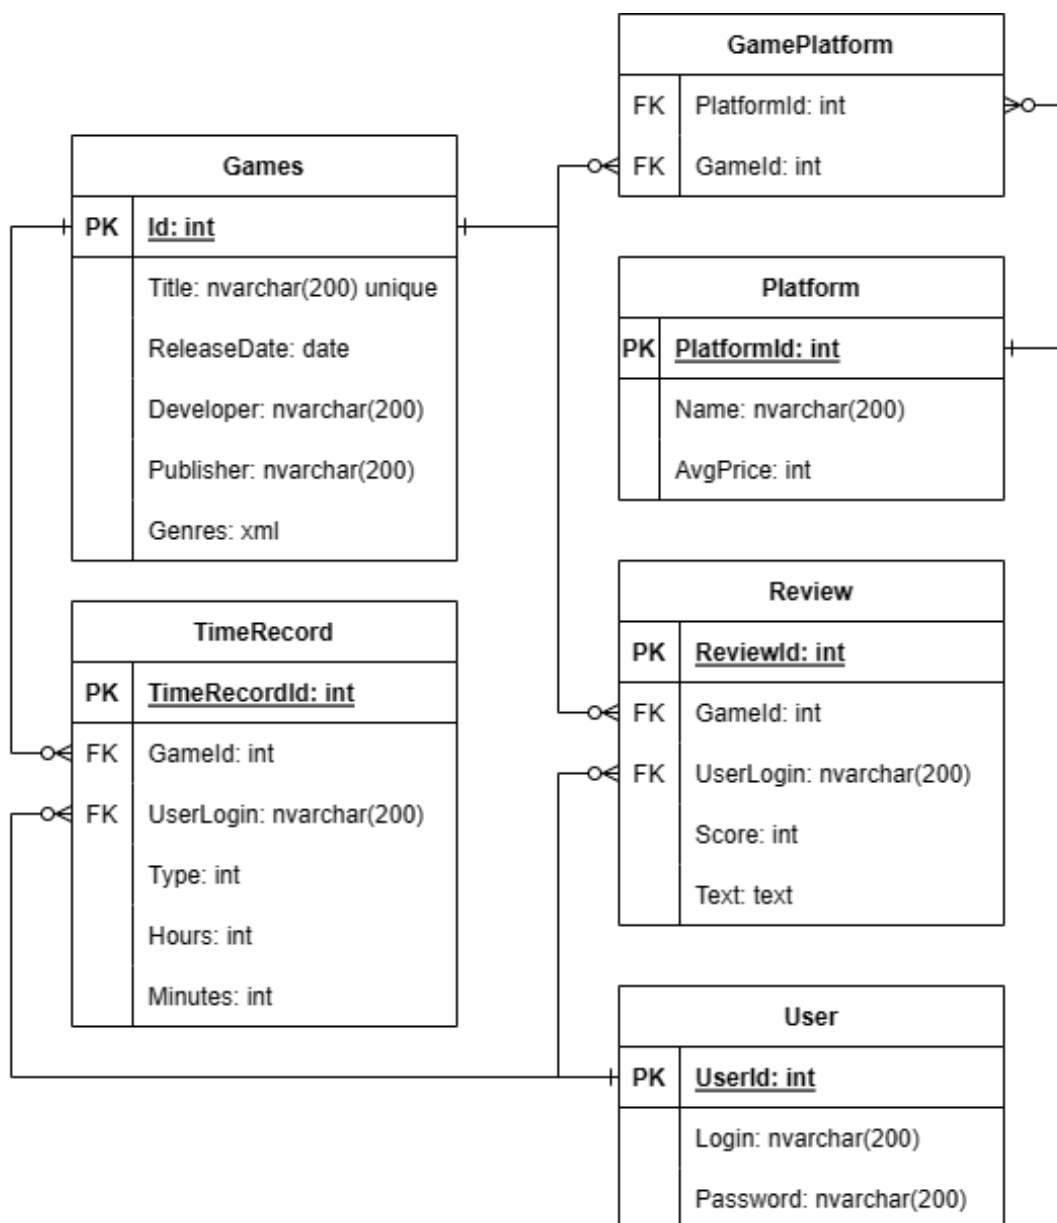 GamePlatform
FK PlatformId: int
FK GameId: int
Games
PK Id: int
Title: nvarchar(200) unique
ReleaseDate: date
Developer: nvarchar(200)
Publisher: nvarchar(200)
Genres: xml
Platform
PK PlatformId: int
Name: nvarchar(200)
AvgPrice: int
TimeRecord
PK TimeRecordId: int
FK GameId: int
FK UserLogin: nvarchar(200)
Type: int
Hours: int
Minutes: int
Review
PK ReviewId: int
FK GameId: int
FK UserLogin: nvarchar(200)
Score: int
Text: text
User
PK UserId: int
Login: nvarchar(200)
Password: nvarchar(200)